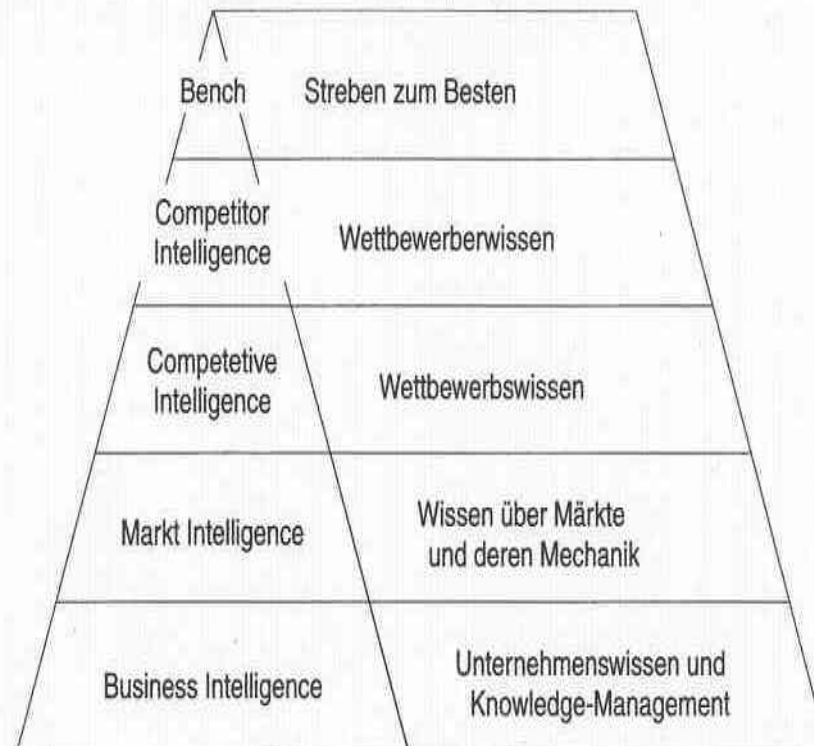 Bench
Streben zum Besten
Competitor
Intelligence
Wettbewerberwissen
Competetive
Intelligence
Wettbewerbswissen
Markt Intelligence
Wissen über Märkte
und deren Mechanik
Business Intelligence
Unternehmenswissen und
Knowledge-Management